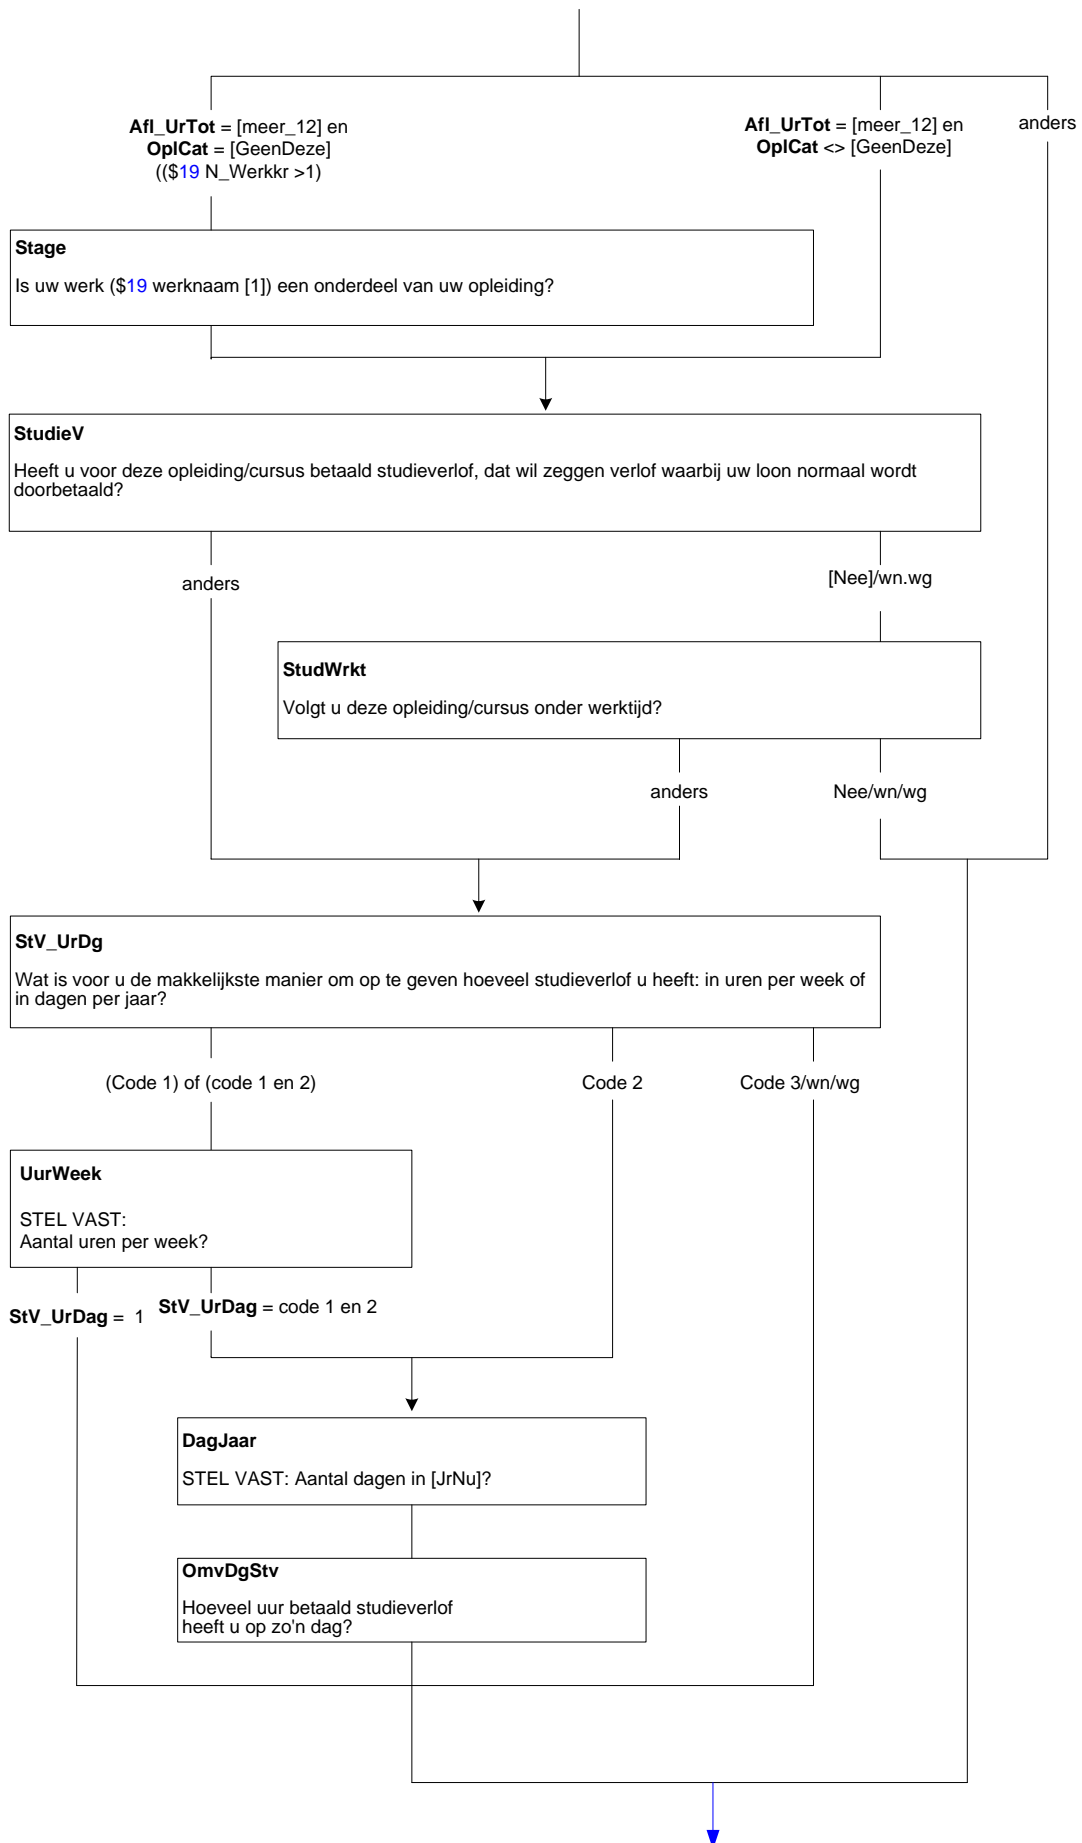 Afl_UrTot = [meer_12] en
OplCat = [GeenDeze]
(($19 N_Werkkr >1)
Afl_UrTot = [meer_12] en
OplCat <> [GeenDeze]
anders
Stage
Is uw werk ($19 werknaam [1]) een onderdeel van uw opleiding?
StudieV
Heeft u voor deze opleiding/cursus betaald studieverlof, dat wil zeggen verlof waarbij uw loon normaal wordt
doorbetaald?
anders
[Nee]/wn.wg
StudWrkt
Volgt u deze opleiding/cursus onder werktijd?
anders
Nee/wn/wg
StV_UrDg
Wat is voor u de makkelijkste manier om op te geven hoeveel studieverlof u heeft: in uren per week of
in dagen per jaar?
(Code 1) of (code 1 en 2)
Code 2
Code 3/wn/wg
UurWeek
STEL VAST:
Aantal uren per week?
StV_UrDag = 1
StV_UrDag = code 1 en 2
DagJaar
STEL VAST: Aantal dagen in [JrNu]?
OmvDgStv
Hoeveel uur betaald studieverlof
heeft u op zo'n dag?